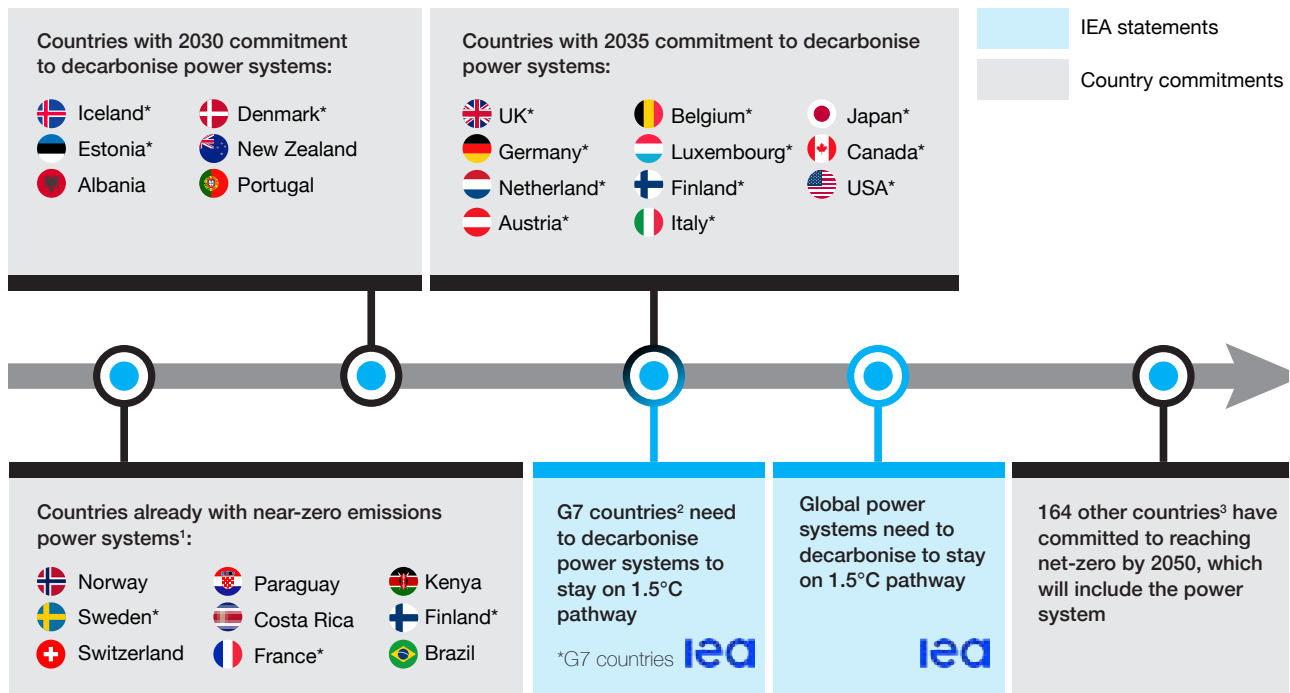 Countries with 2030 commitment
to decarbonise power systems:
Iceland*
Denmark*
Estonia*
New Zealand
Albania
Portugal
Countries with 2035 commitment to decarbonise
power systems:
UK*
Belgium*
Japan*
Germany*
Luxembourg*
Canada*
Netherland*
Finland*
USA*
Austria*
Italy*
IEA statements
Country commitments
Countries already with near-zero emissions
power systems¹:
Norway
Paraguay
Kenya
Sweden*
Costa Rica
Finland*
Switzerland
France*
Brazil
G7 countries² need
to decarbonise
power systems to
stay on 1.5°C
pathway
*G7 countries
iea
Global power
systems need to
decarbonise to stay
on 1.5°C pathway
iea
164 other countries³ have
committed to reaching
net-zero by 2050, which
will include the power
system